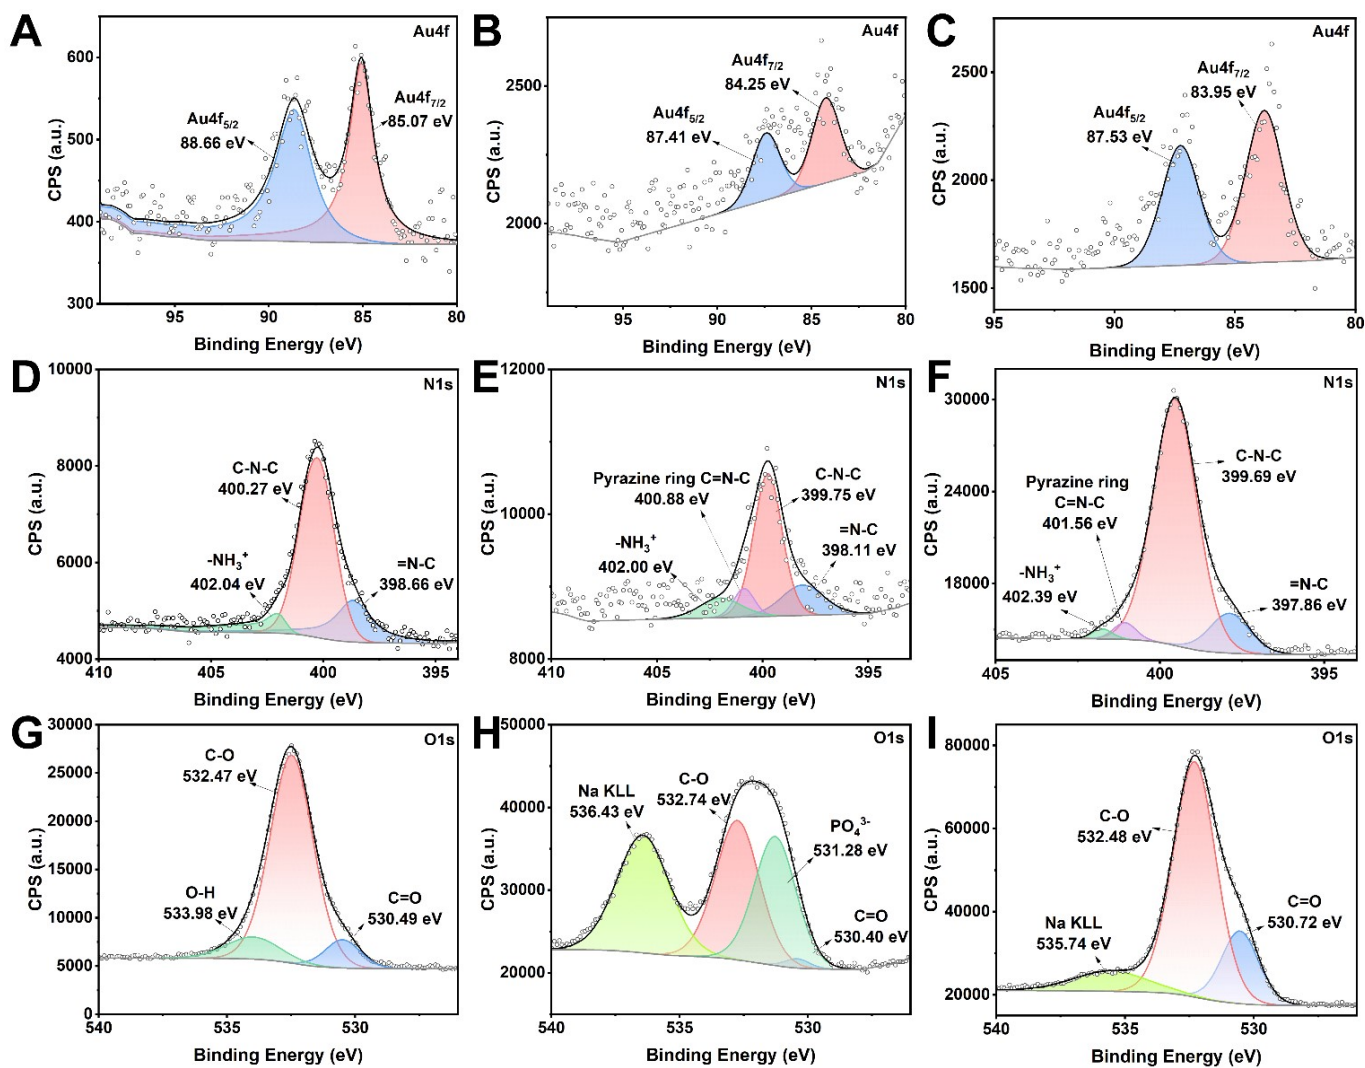 A
Au4f
600
500
400
300
CPS (a.u.)
Au4f5/2
88.66 eV
Au4f7/2
85.07 eV
95
90
85
80
Binding Energy (eV)
B
Au4f
2500
2000
CPS (a.u.)
Au4f7/2
84.25 eV
Au4f5/2
87.41 eV
95
90
85
80
Binding Energy (eV)
C
Au4f
2500
2000
1500
CPS (a.u.)
Au4f7/2
83.95 eV
Au4f5/2
87.53 eV
95
90
85
80
Binding Energy (eV)
D
N1s
10000
8000
6000
4000
CPS (a.u.)
C-N-C
400.27 eV
-NH3+
402.04 eV
=N-C
398.66 eV
410
405
400
395
Binding Energy (eV)
E
N1s
12000
10000
8000
CPS (a.u.)
Pyrazine ring C=N-C
400.88 eV
C-N-C
399.75 eV
-NH3+
402.00 eV
=N-C
398.11 eV
410
405
400
395
Binding Energy (eV)
F
N1s
30000
24000
18000
CPS (a.u.)
C-N-C
399.69 eV
Pyrazine ring
C=N-C
401.56 eV
-NH3+
402.39 eV
=N-C
397.86 eV
405
400
395
Binding Energy (eV)
G
O1s
30000
25000
20000
15000
10000
5000
0
CPS (a.u.)
C-O
532.47 eV
O-H
533.98 eV
C=O
530.49 eV
540
535
530
Binding Energy (eV)
H
O1s
50000
40000
30000
20000
CPS (a.u.)
Na KLL
536.43 eV
C-O
532.74 eV
PO43-
531.28 eV
C=O
530.40 eV
540
535
530
Binding Energy (eV)
I
O1s
80000
60000
40000
20000
CPS (a.u.)
C-O
532.48 eV
C=O
530.72 eV
Na KLL
535.74 eV
540
535
530
Binding Energy (eV)